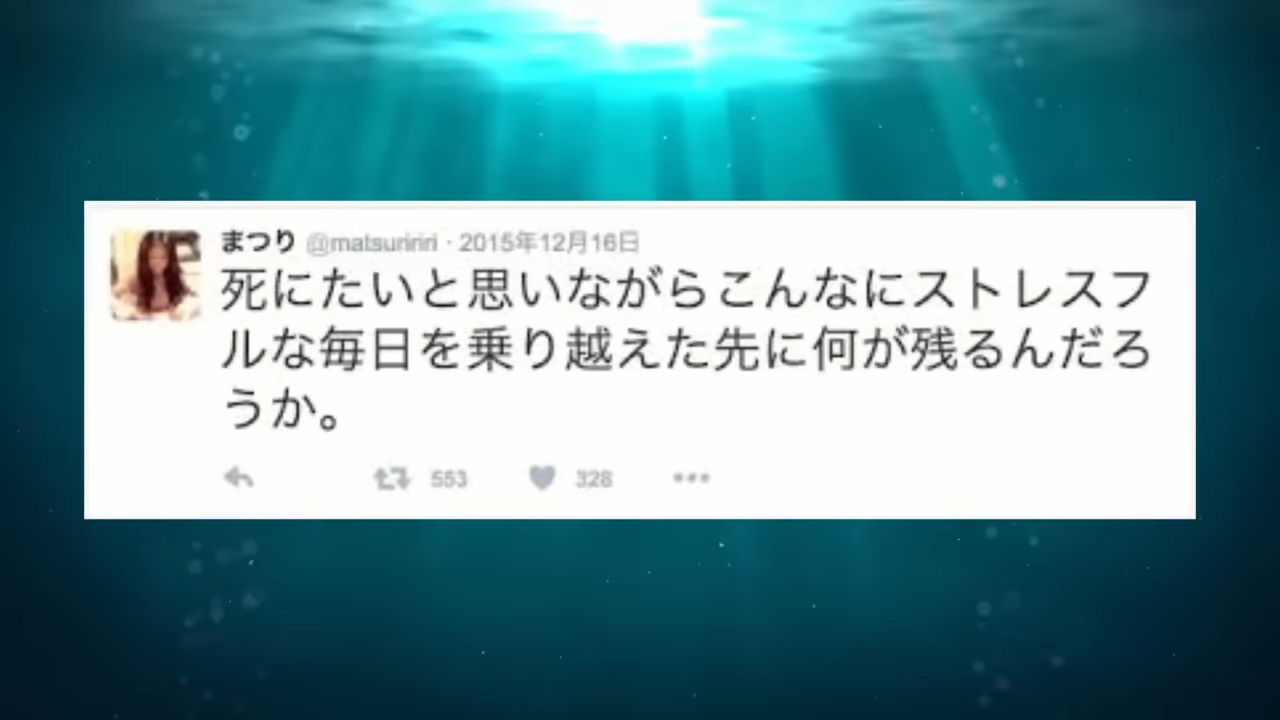 まつり @matsuririri · 2015年12月16日
死にたいと思いながらこんなにストレスフ
ルな毎日を乗り越えた先に何が残るんだろ
うか。
553 328